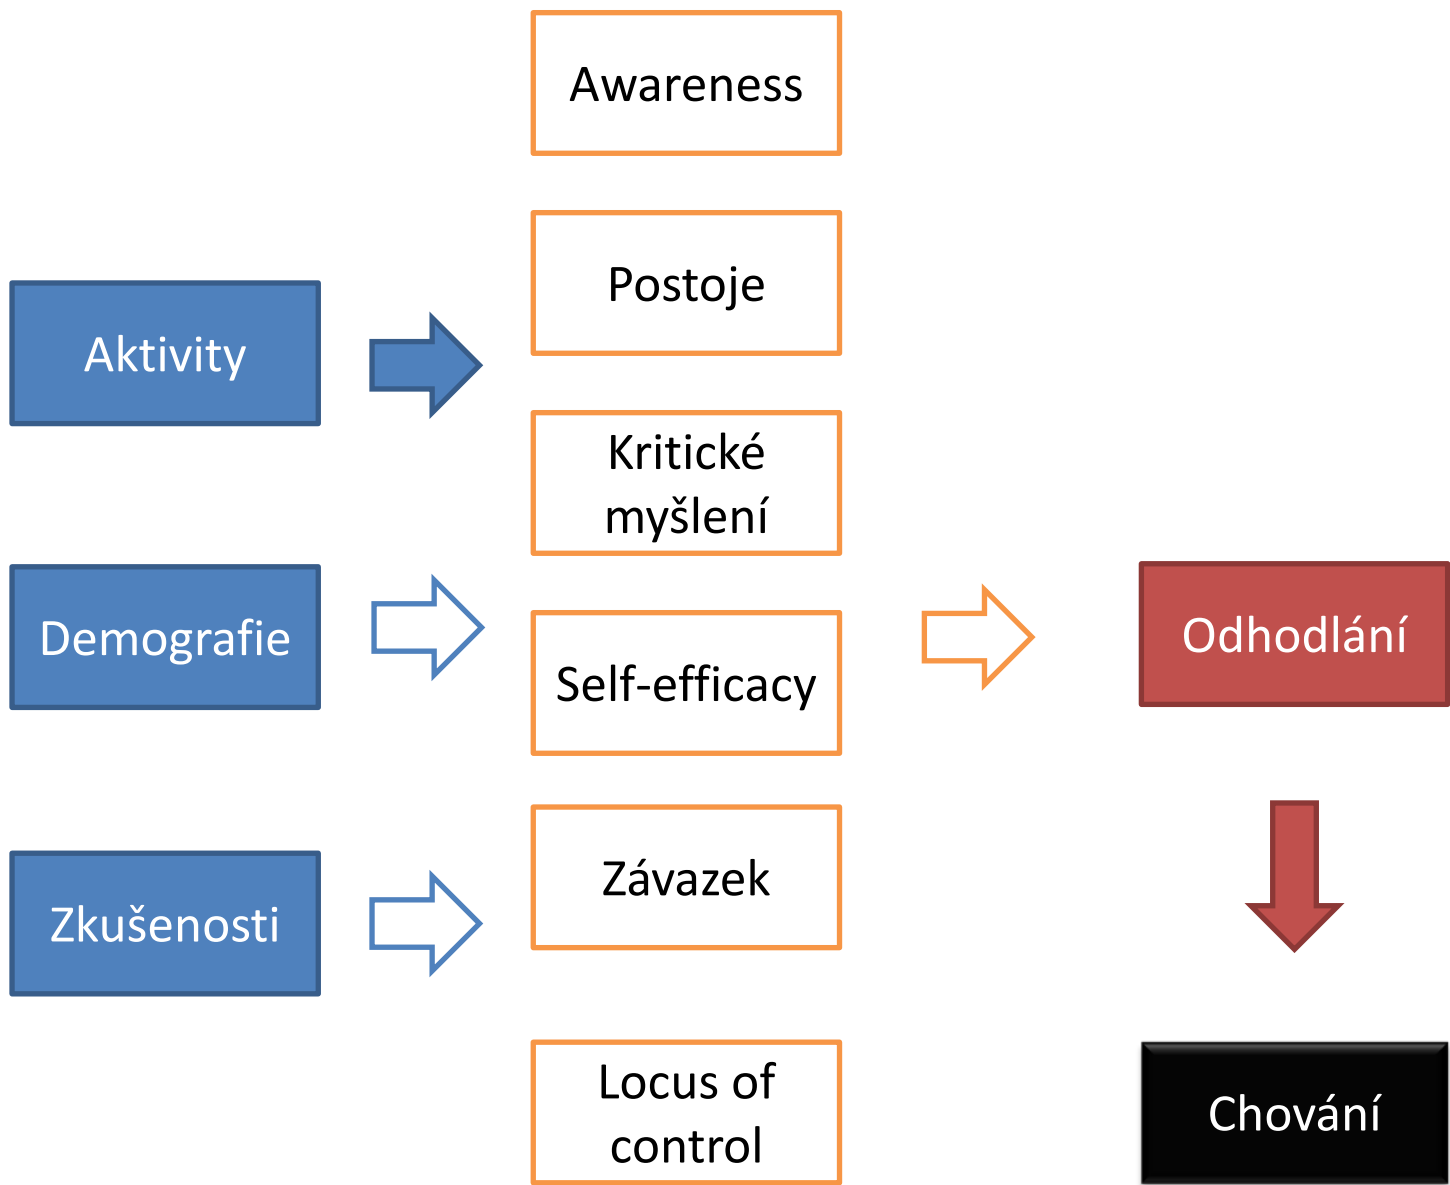 Awareness
Postoje
Aktivity
Kritické
myšlení
Demografie
Self-efficacy
Odhodlání
Závazek
Zkušenosti
Locus of
control
Chování